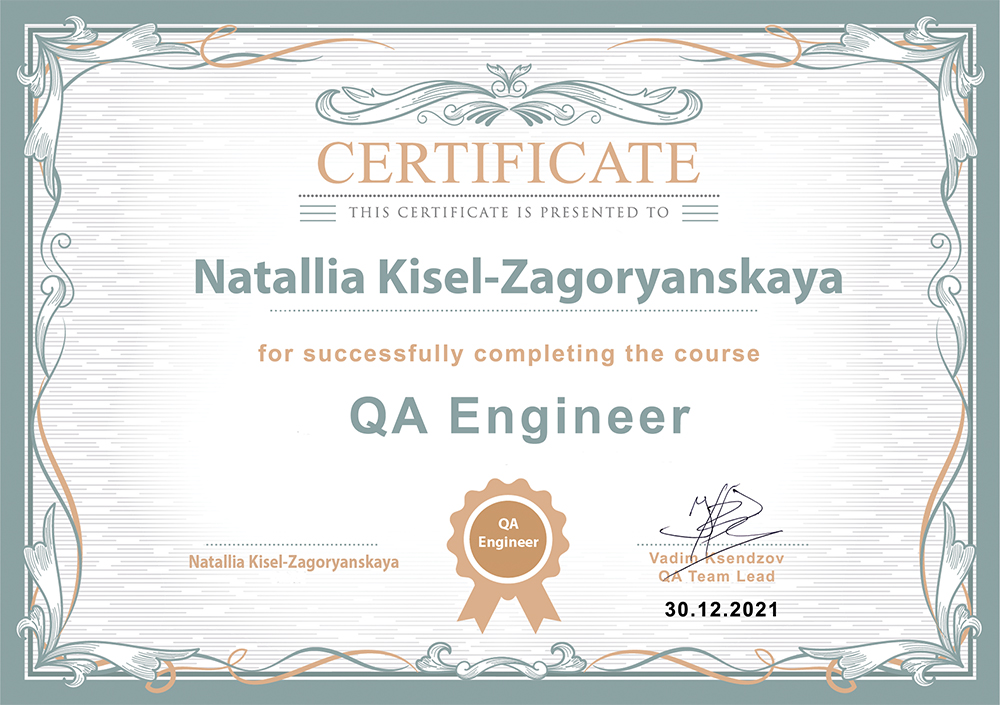 CERTIFICATE
THIS CERTIFICATE IS PRESENTED TO
Natallia Kisel-Zagoryanskaya
for successfully completing the course
QA Engineer
QA
Engineer
Natallia Kisel-Zagoryanskaya
Vadim Ksendzov
QA Team Lead
30.12.2021